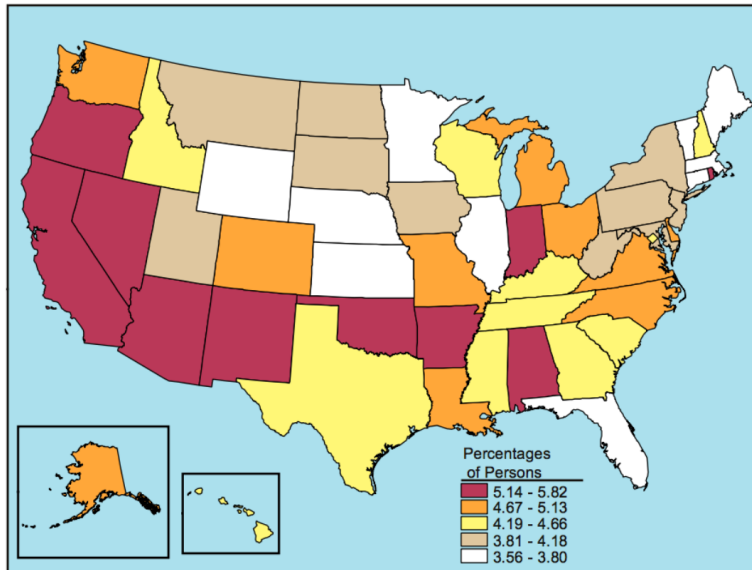 Percentages
of Persons
5.14 - 5.82
4.67 - 5.13
4.19 - 4.66
3.81 - 4.18
3.56 - 3.80